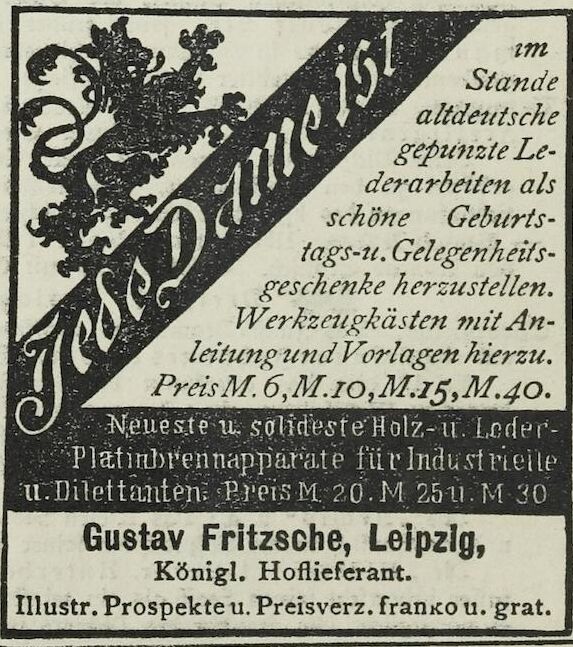 Jede Dame ist
im
Stande
altdeutsche
gepunzte Le-
derarbeiten als
schöne Geburts-
tags- u. Gelegenheits-
geschenke herzustellen.
Werkzeugkästen mit An-
leitung und Vorlagen hierzu.
Preis M. 6, M. 10, M. 15, M. 40.
Neueste u. solideste Holz- u. Leder-
Platinbrennapparate für Industrielle
u. Dilettanten. Preis M. 20. M 25 u. M 30
Gustav Fritzsche, Leipzig,
Königl. Hoflieferant.
Illustr. Prospekte u. Preisverz. franko u. grat.